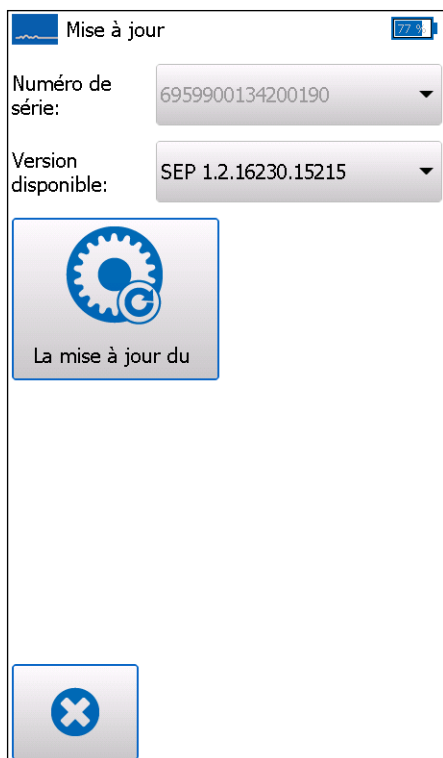 Mise à jour
77 %
Numéro de
série:
6959900134200190
Version
disponible:
SEP 1.2.16230.15215
La mise à jour du